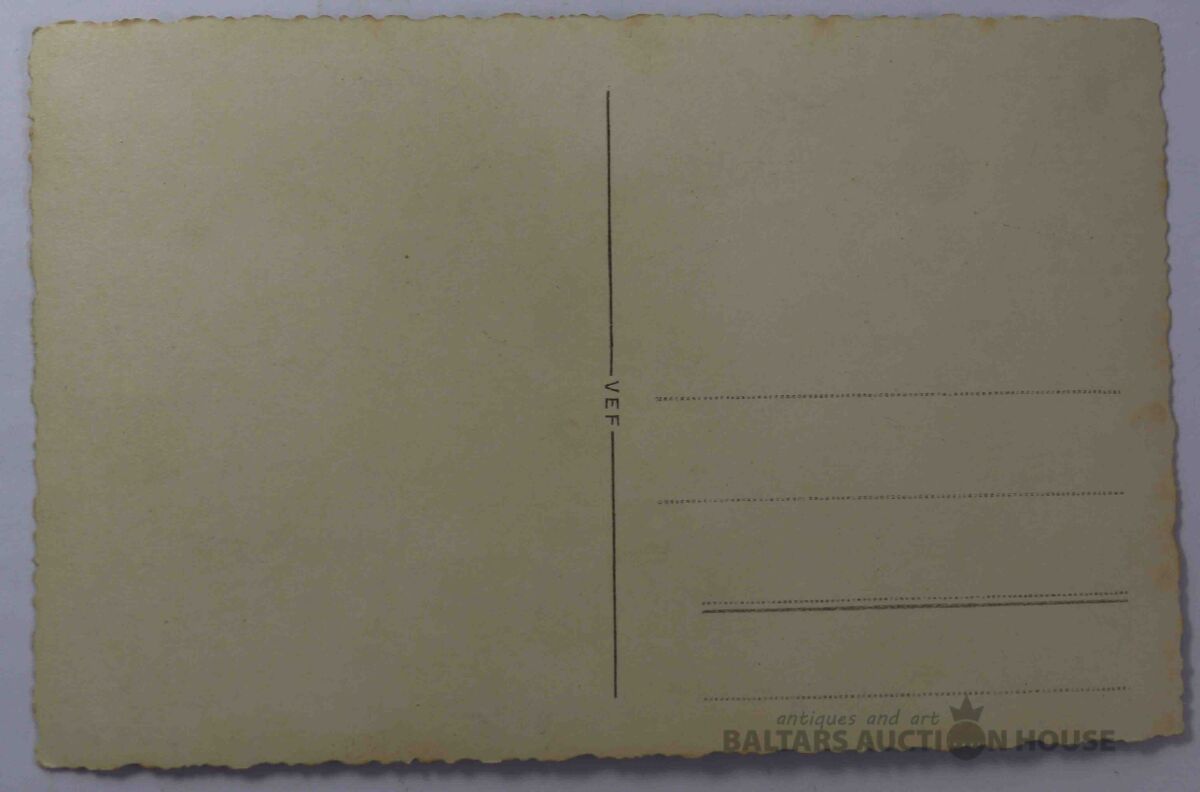 VEF
antiques and art
BALTARS AUCTION HOUSE